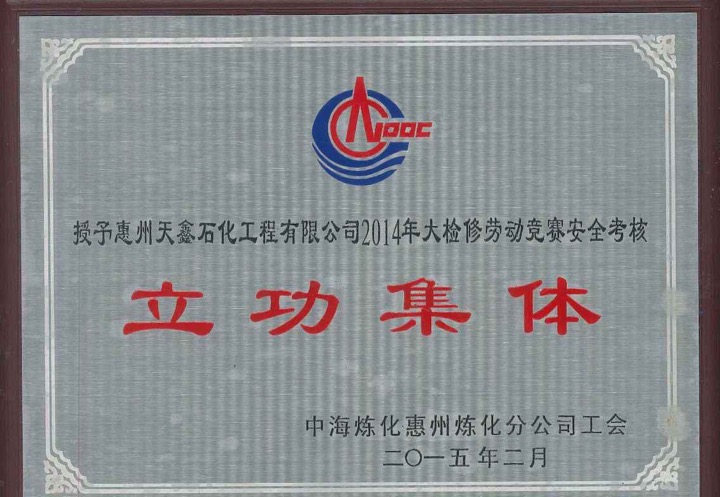 CNOOC
授予惠州天鑫石化工程有限公司2014年大检修劳动竞赛安全考核
立功集体
中海炼化惠州炼化分公司工会
二〇一五年二月